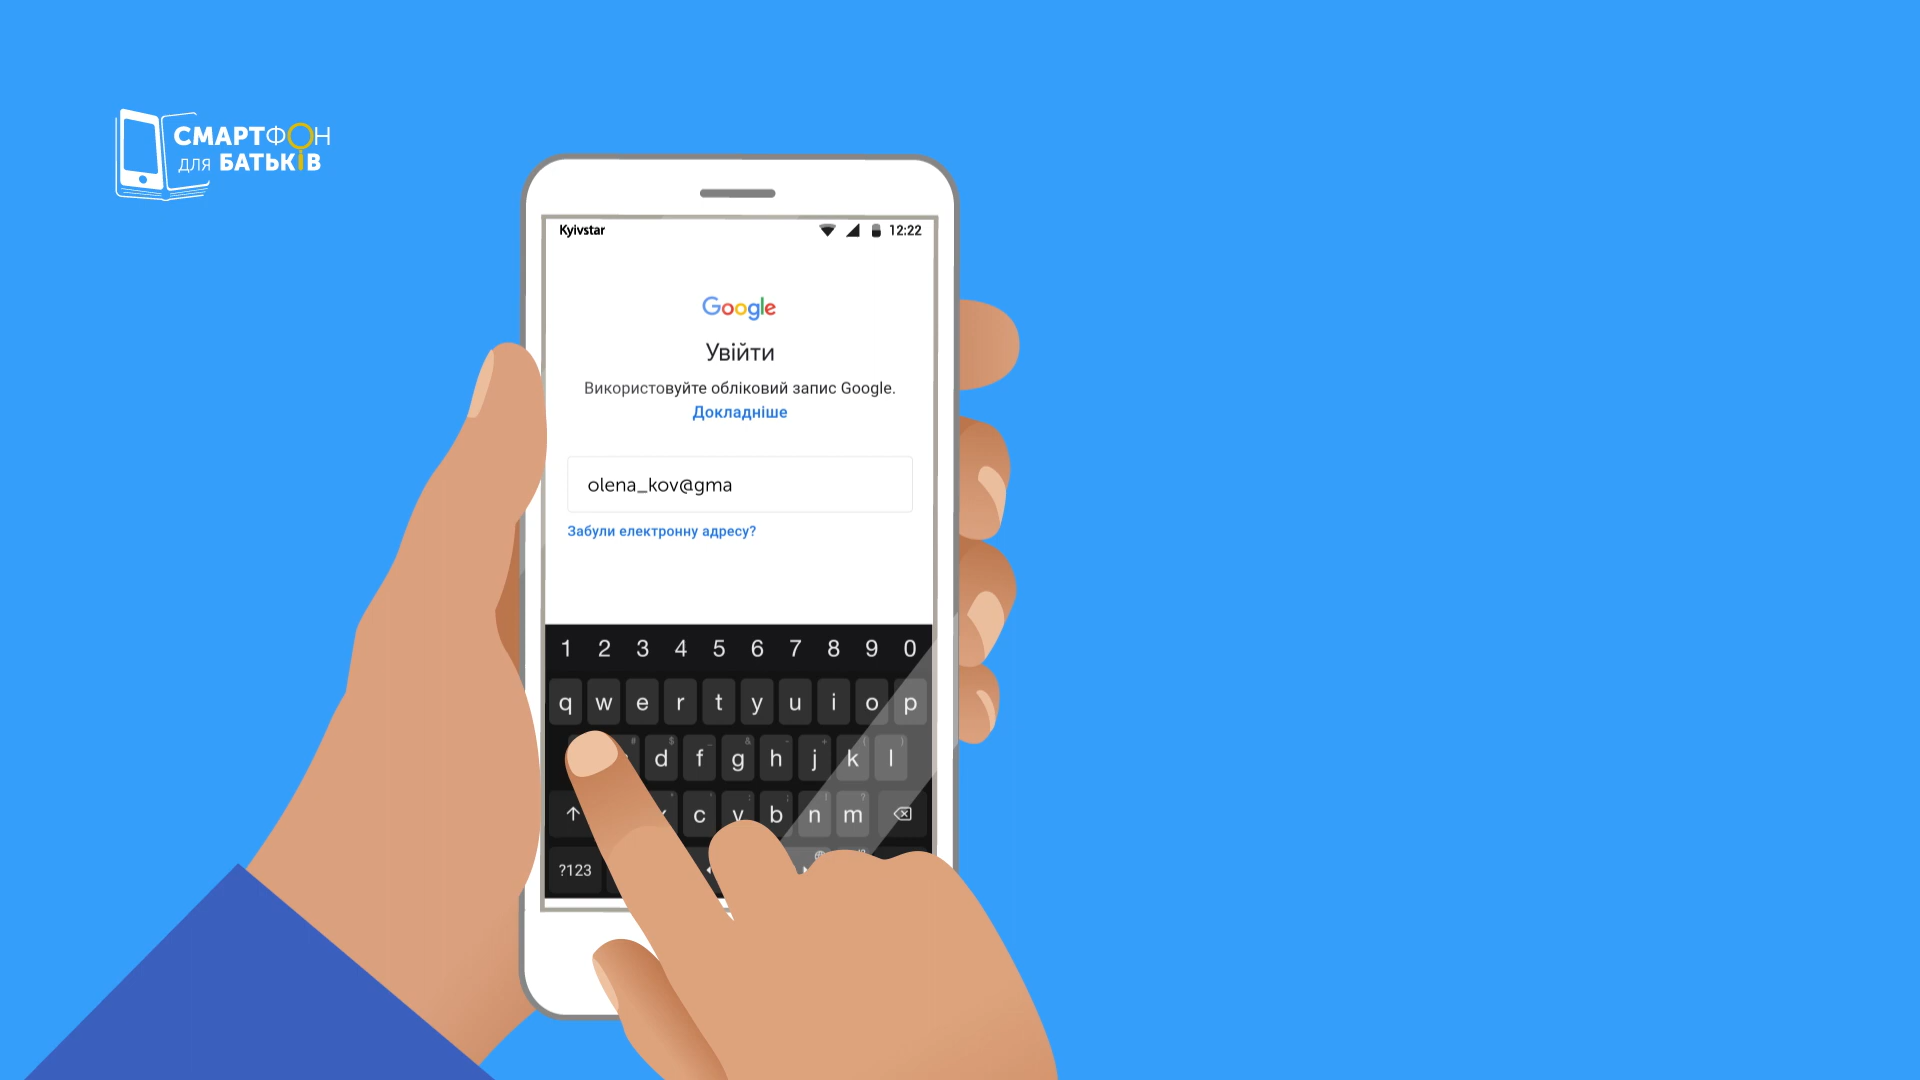 СМАРТФОН
ДЛЯ БАТЬКІВ
Kyivstar 12:22
Google
Увійти
Використовуйте обліковий запис Google.
Докладніше
olena_kov@gma
Забули електронну адресу?
1 2 3 4 5 6 7 8 9 0
q w e r t y u i o p
d f g h j k l
c v b n m
?123